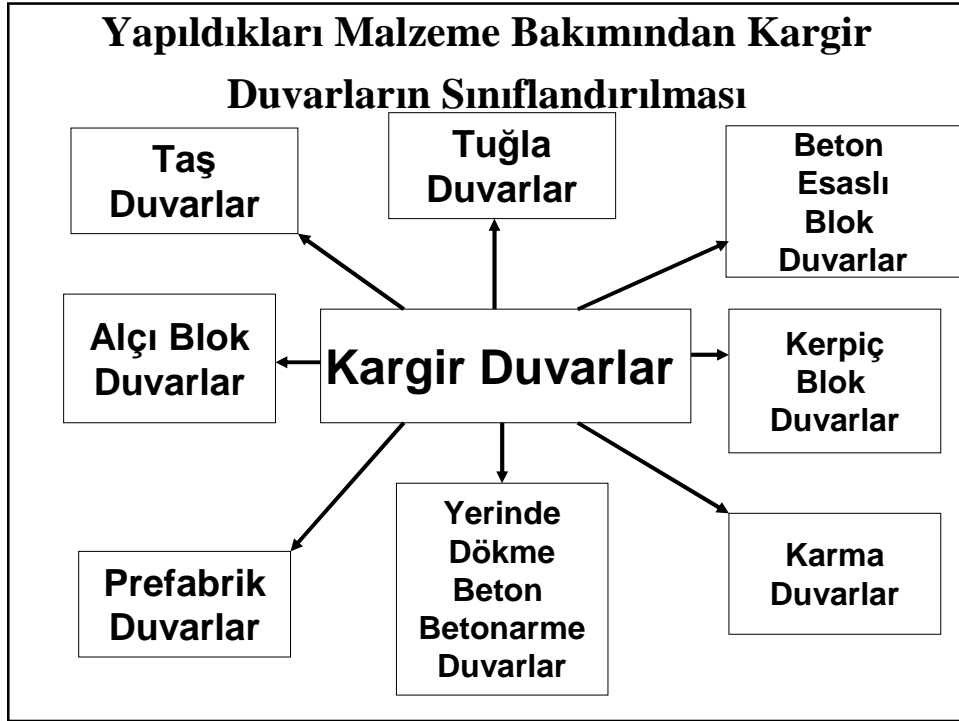 Yapıldıkları Malzeme Bakımından Kargir
Duvarların Sınıflandırılması
Taş
Duvarlar
Tuğla
Duvarlar
Beton
Esaslı
Blok
Duvarlar
Alçı Blok
Duvarlar
Kargir Duvarlar
Kerpiç
Blok
Duvarlar
Prefabrik
Duvarlar
Yerinde
Dökme
Beton
Betonarme
Duvarlar
Karma
Duvarlar